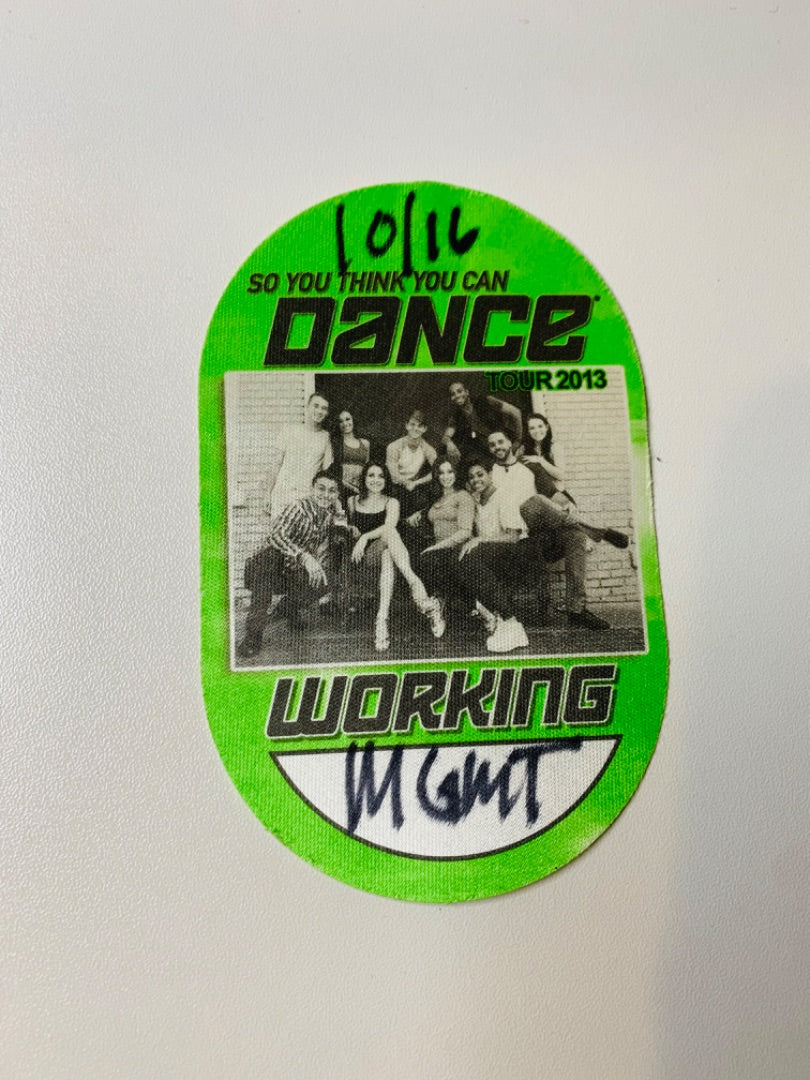 10/16
SO YOU THINK YOU CAN
DANCE
TOUR 2013
WORKING
MGMT